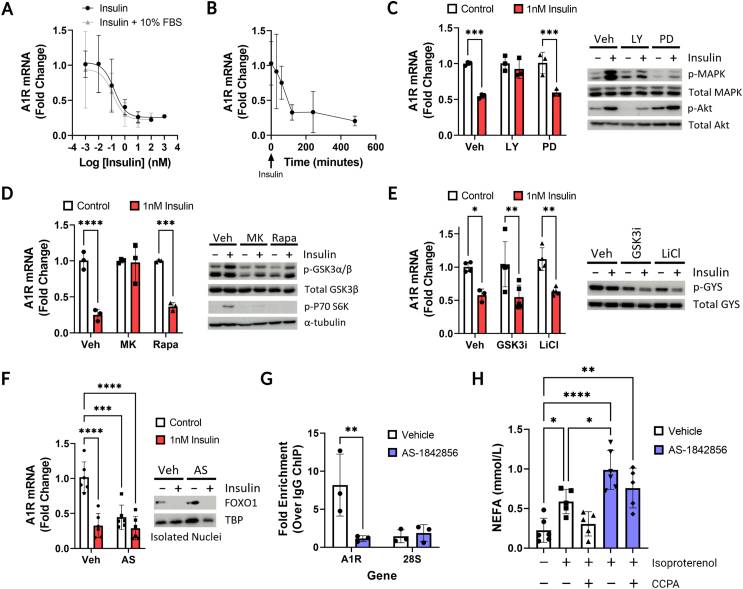 A
Insulin
Insulin + 10% FBS
A1R mRNA
(Fold Change)
1.5
1.0
0.5
0.0
-4 -3 -2 -1 0 1 2 3 4
Log [Insulin] (nM)
B
A1R mRNA
(Fold Change)
1.5
1.0
0.5
0.0
0 200 400 600
Time (minutes)
Insulin
C
Control 1nM Insulin
A1R mRNA
(Fold Change)
1.5
1.0
0.5
0.0
*** ***
Veh LY PD
Veh LY PD
– + – + – + Insulin
p-MAPK
Total MAPK
p-Akt
Total Akt
D
Control 1nM Insulin
A1R mRNA
(Fold Change)
1.5
1.0
0.5
0.0
**** ***
Veh MK Rapa
Veh MK Rapa
– + – + – + Insulin
p-GSK3α/β
Total GSK3β
p-P70 S6K
α-tubulin
E
Control 1nM Insulin
A1R mRNA
(Fold Change)
1.5
1.0
0.5
0.0
* ** **
Veh GSK3i LiCl
Veh GSK3i LiCl
– + – + – + Insulin
p-GYS
Total GYS
F
Control
1nM Insulin
A1R mRNA
(Fold Change)
1.5
1.0
0.5
0.0
****
***
****
Veh AS
Veh AS
– + – + Insulin
FOXO1
TBP
Isolated Nuclei
G
Vehicle
AS-1842856
Fold Enrichment
(Over IgG ChIP)
15
10
5
0
**
A1R 28S
Gene
H
Vehicle
AS-1842856
NEFA (mmol/L)
1.5
1.0
0.5
0.0
**
****
* *
– + + + + Isoproterenol
– – + – + CCPA